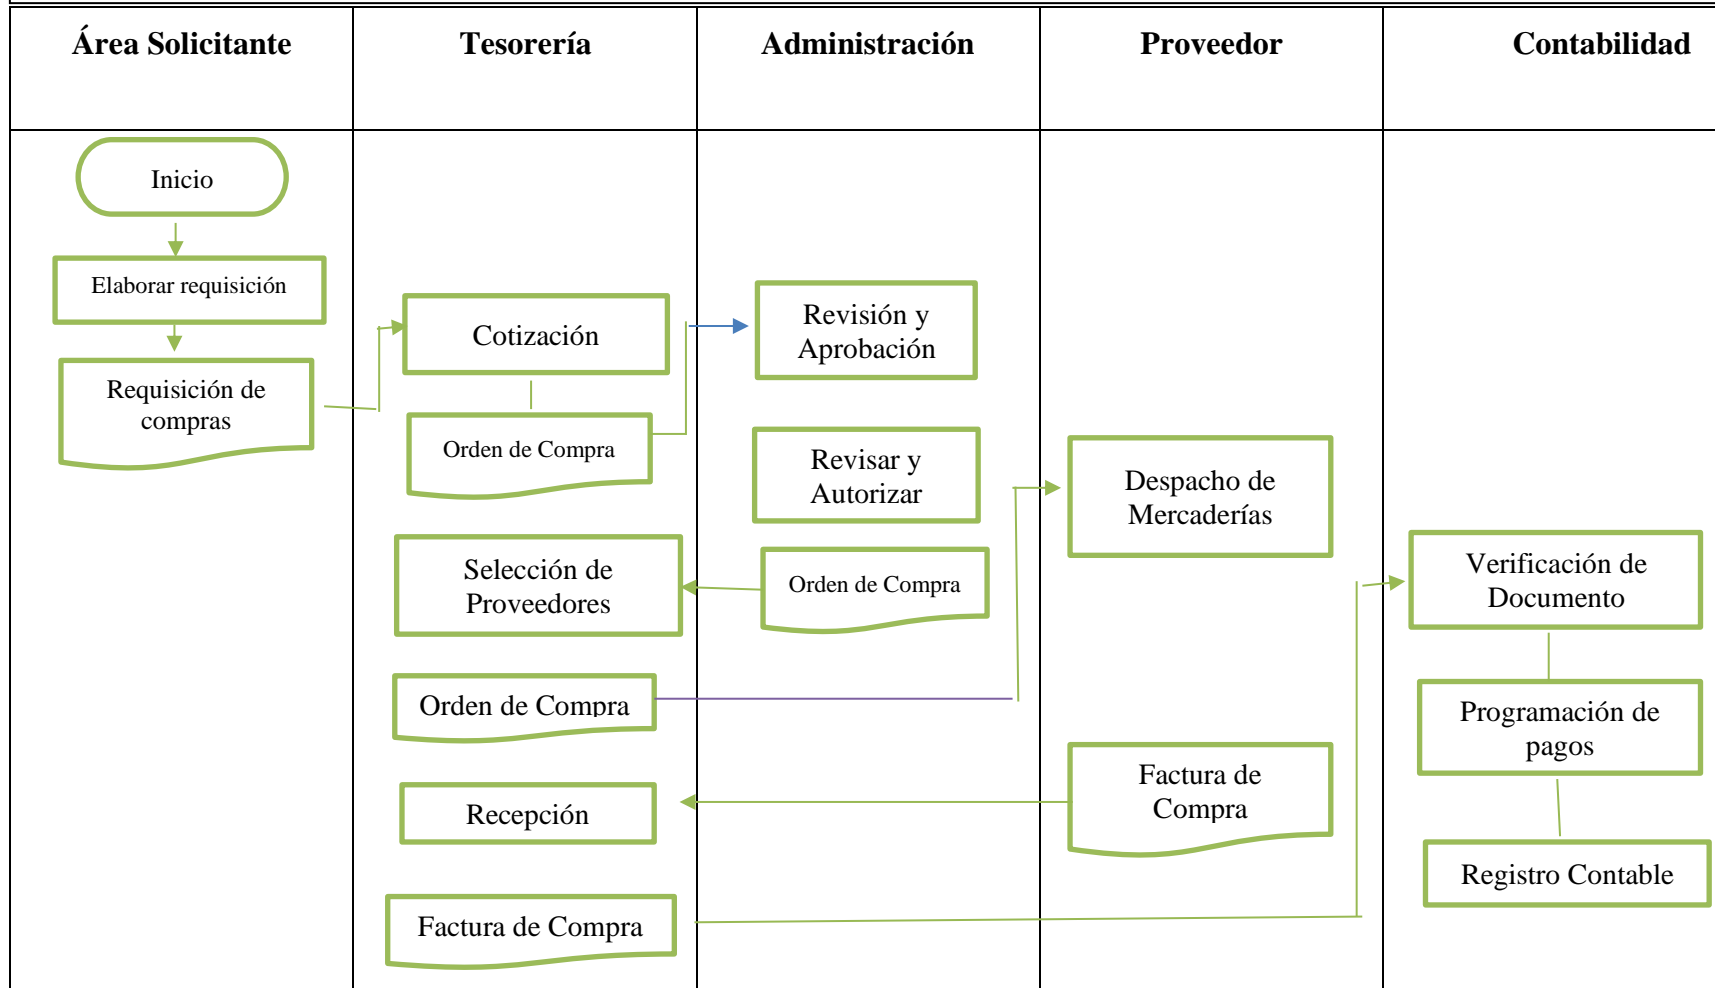 Área Solicitante
Tesorería
Administración
Proveedor
Contabilidad
Inicio
Elaborar requisición
Requisición de
compras
Cotización
Orden de Compra
Selección de
Proveedores
Orden de Compra
Recepción
Factura de Compra
Revisión y
Aprobación
Revisar y
Autorizar
Orden de Compra
Despacho de
Mercaderías
Factura de
Compra
Verificación de
Documento
Programación de
pagos
Registro Contable